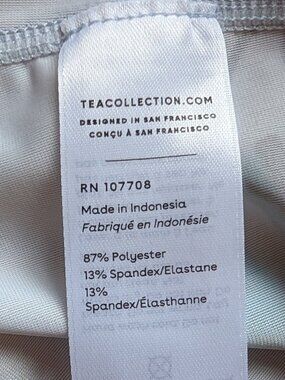 TEACOLLECTION.COM
DESIGNED IN SAN FRANCISCO
CONÇU À SAN FRANCISCO
RN 107708
Made in Indonesia
Fabriqué en Indonésie
87% Polyester
13% Spandex/Elastane
13%
Spandex/Élasthanne